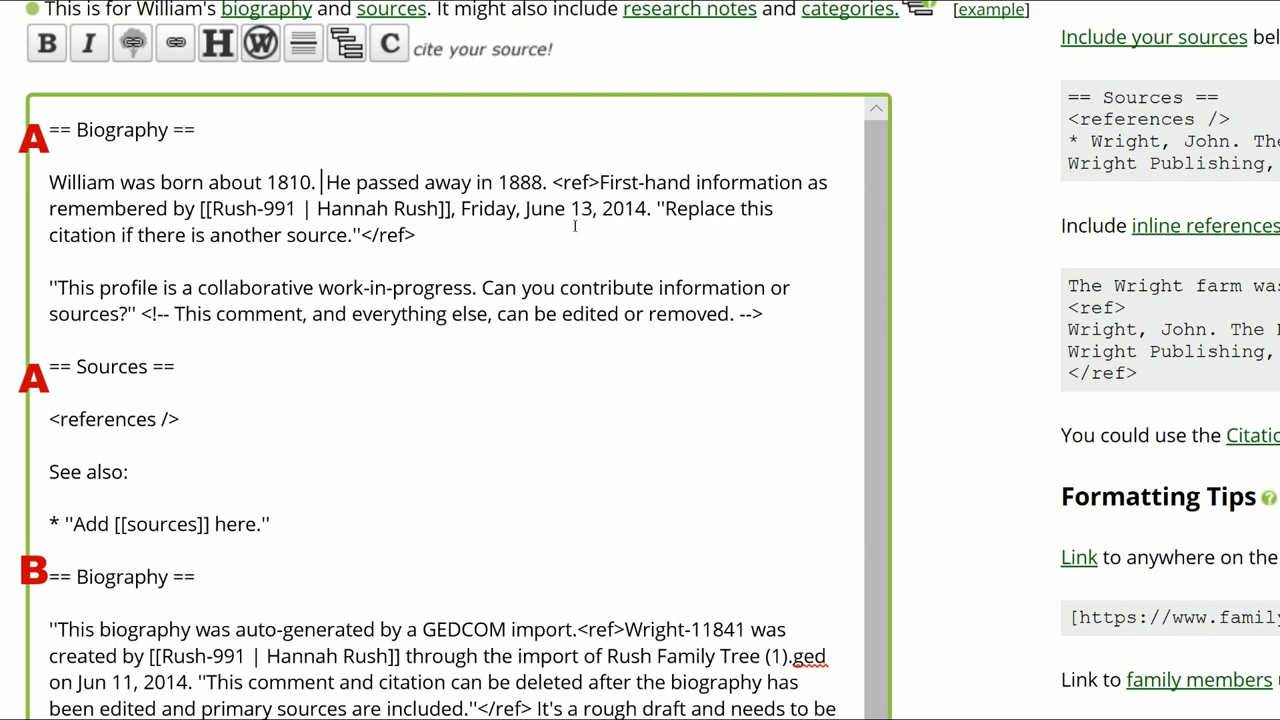 This is for William's biography and sources. It might also include research notes and categories. [example]
B I H W C cite your source!
A == Biography ==
William was born about 1810. He passed away in 1888. <ref>First-hand information as
remembered by [[Rush-991 | Hannah Rush]], Friday, June 13, 2014. ''Replace this
citation if there is another source.''</ref>
''This profile is a collaborative work-in-progress. Can you contribute information or
sources?'' <!-- This comment, and everything else, can be edited or removed. -->
A == Sources ==
<references />
See also:
* ''Add [[sources]] here.''
B == Biography ==
''This biography was auto-generated by a GEDCOM import.<ref>Wright-11841 was
created by [[Rush-991 | Hannah Rush]] through the import of Rush Family Tree (1).ged
on Jun 11, 2014. ''This comment and citation can be deleted after the biography has
been edited and primary sources are included.''</ref> It's a rough draft and needs to be
Include your sources bel
== Sources ==
<references />
* Wright, John. The
Wright Publishing,
Include inline references
The Wright farm was
<ref>
Wright, John. The
Wright Publishing,
</ref>
You could use the Citatio
Formatting Tips ?
Link to anywhere on the
[https://www.family
Link to family members